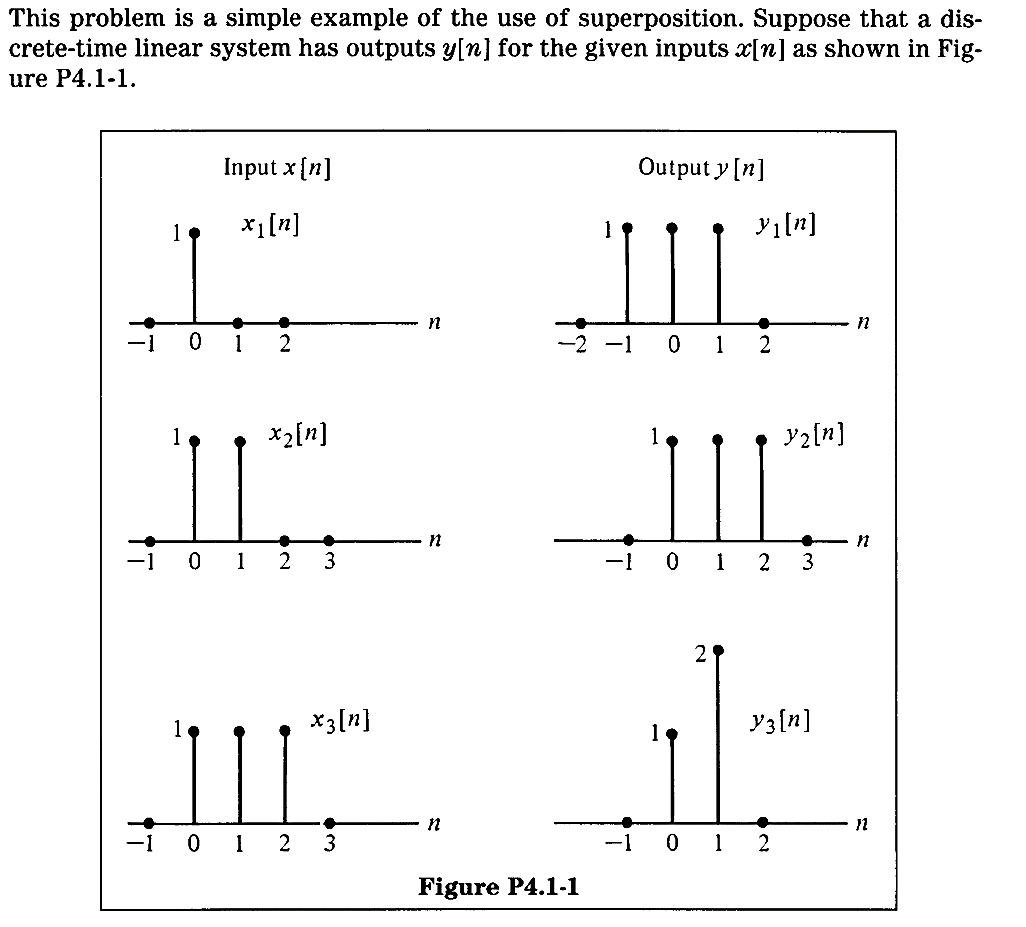 This problem is a simple example of the use of superposition. Suppose that a dis-
crete-time linear system has outputs y[n] for the given inputs x[n] as shown in Fig-
ure P4.1-1.
Input x[n] Output y[n]
1 x₁[n] 1 y₁[n]
n n
−1 0 1 2 −2 −1 0 1 2
1 x₂[n] 1 y₂[n]
n n
−1 0 1 2 3 −1 0 1 2 3
2
1 x₃[n] 1 y₃[n]
n n
−1 0 1 2 3 −1 0 1 2
Figure P4.1-1